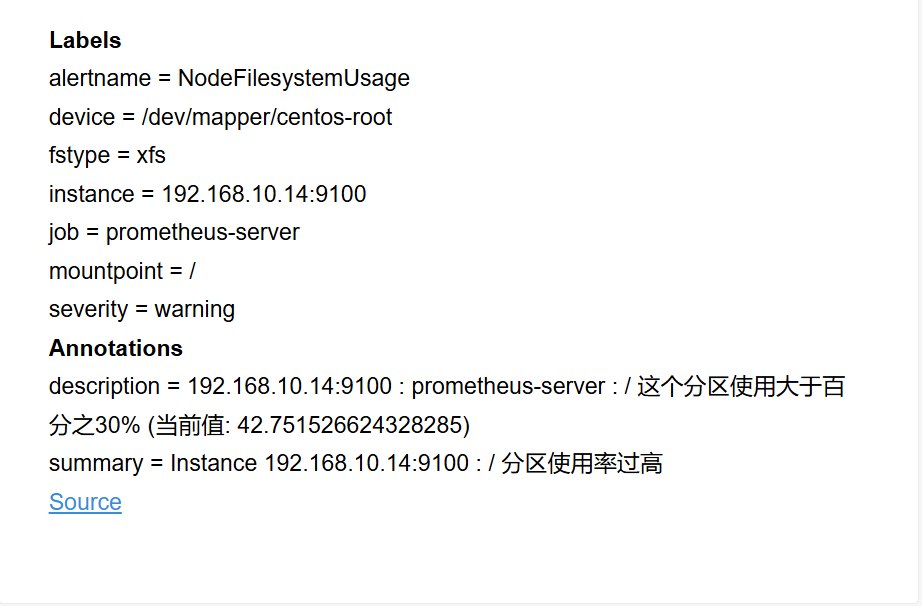 Labels
alertname = NodeFilesystemUsage
device = /dev/mapper/centos-root
fstype = xfs
instance = 192.168.10.14:9100
job = prometheus-server
mountpoint = /
severity = warning
Annotations
description = 192.168.10.14:9100 : prometheus-server : / 这个分区使用大于百
分之30% (当前值: 42.751526624328285)
summary = Instance 192.168.10.14:9100 : / 分区使用率过高
Source